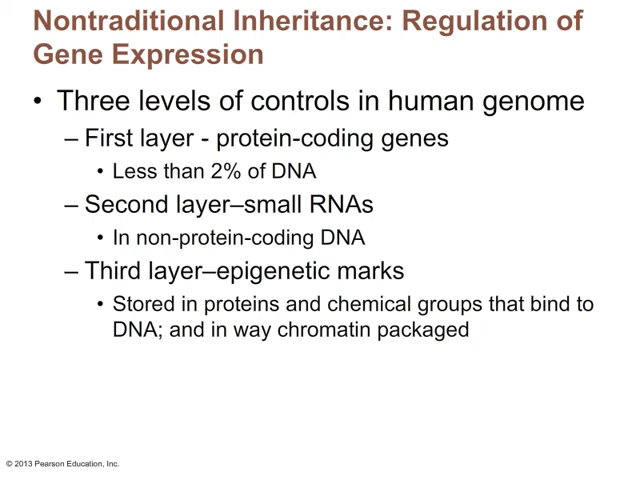 Nontraditional Inheritance: Regulation of
Gene Expression
• Three levels of controls in human genome
– First layer - protein-coding genes
• Less than 2% of DNA
– Second layer–small RNAs
• In non-protein-coding DNA
– Third layer–epigenetic marks
• Stored in proteins and chemical groups that bind to
DNA; and in way chromatin packaged
© 2013 Pearson Education, Inc.